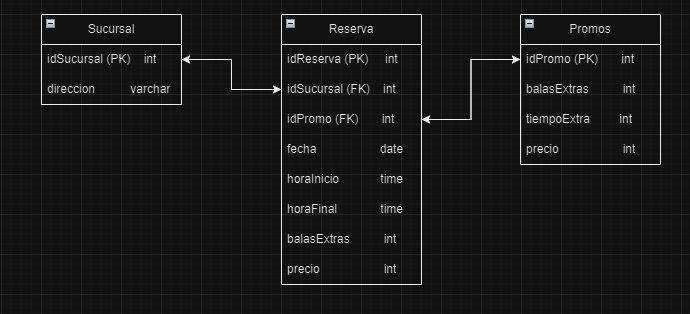 Sucursal
idSucursal (PK) int
direccion varchar
Reserva
idReserva (PK) int
idSucursal (FK) int
idPromo (FK) int
fecha date
horaInicio time
horaFinal time
balasExtras int
precio int
Promos
idPromo (PK) int
balasExtras int
tiempoExtra int
precio int